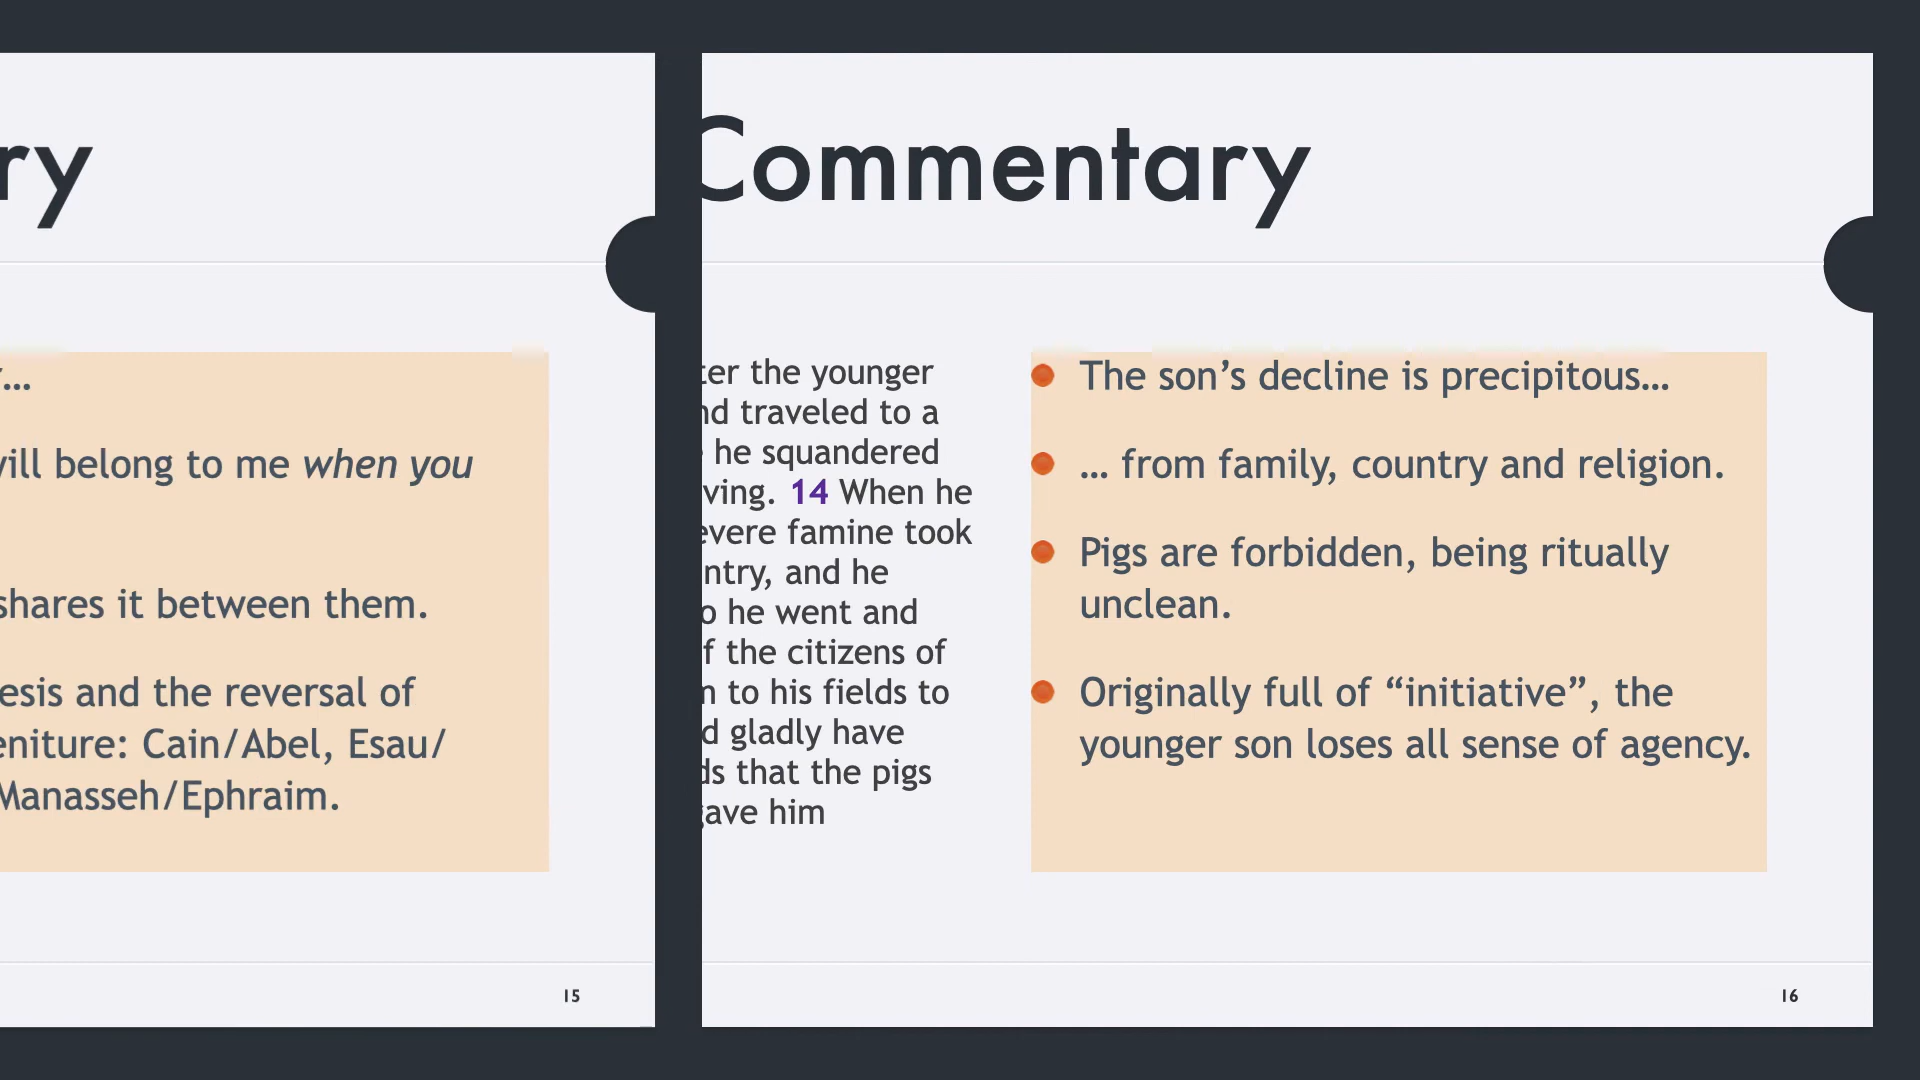 ry
…
will belong to me when you
shares it between them.
esis and the reversal of
eniture: Cain/Abel, Esau/
Manasseh/Ephraim.
15
Commentary
ter the younger
nd traveled to a
he squandered
ving. 14 When he
evere famine took
ntry, and he
o he went and
f the citizens of
n to his fields to
d gladly have
ds that the pigs
gave him
The son’s decline is precipitous…
… from family, country and religion.
Pigs are forbidden, being ritually
unclean.
Originally full of “initiative”, the
younger son loses all sense of agency.
16